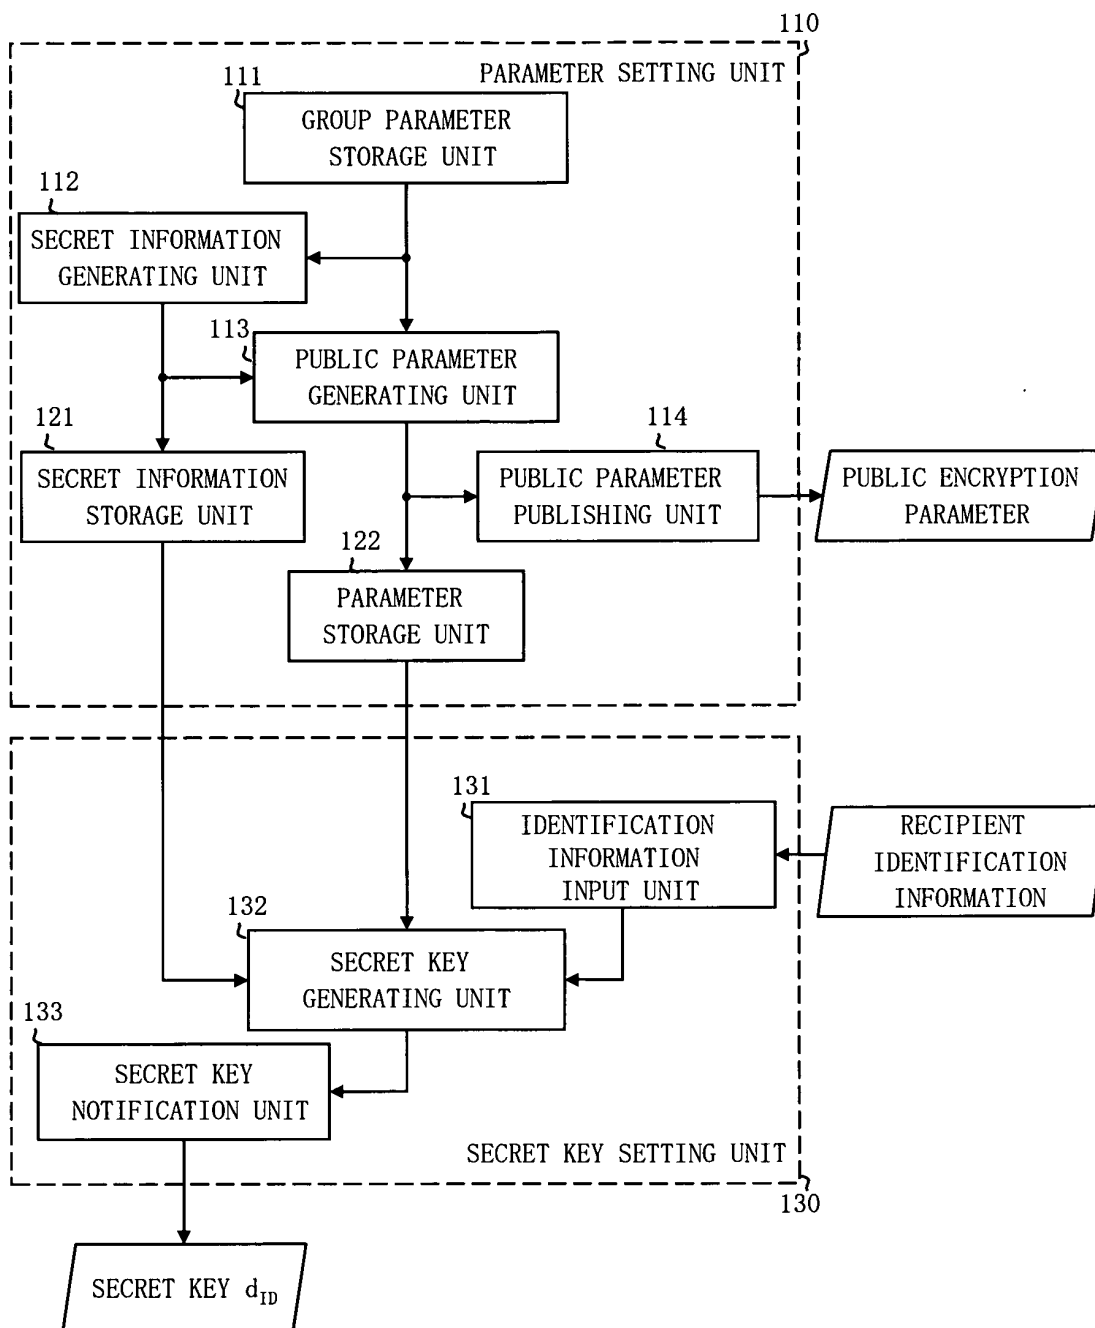 110
PARAMETER SETTING UNIT
111
GROUP PARAMETER
STORAGE UNIT
112
SECRET INFORMATION
GENERATING UNIT
113
PUBLIC PARAMETER
GENERATING UNIT
121
SECRET INFORMATION
STORAGE UNIT
114
PUBLIC PARAMETER
PUBLISHING UNIT
PUBLIC ENCRYPTION
PARAMETER
122
PARAMETER
STORAGE UNIT
131
IDENTIFICATION
INFORMATION
INPUT UNIT
RECIPIENT
IDENTIFICATION
INFORMATION
132
SECRET KEY
GENERATING UNIT
133
SECRET KEY
NOTIFICATION UNIT
SECRET KEY SETTING UNIT
130
SECRET KEY d_ID